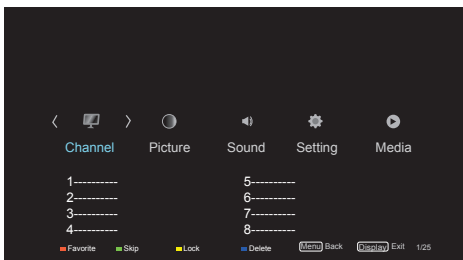 Channel Picture Sound Setting Media
1---------- 5----------
2---------- 6----------
3---------- 7----------
4---------- 8----------
Favorite Skip Lock Delete Menu Back Display Exit 1/25